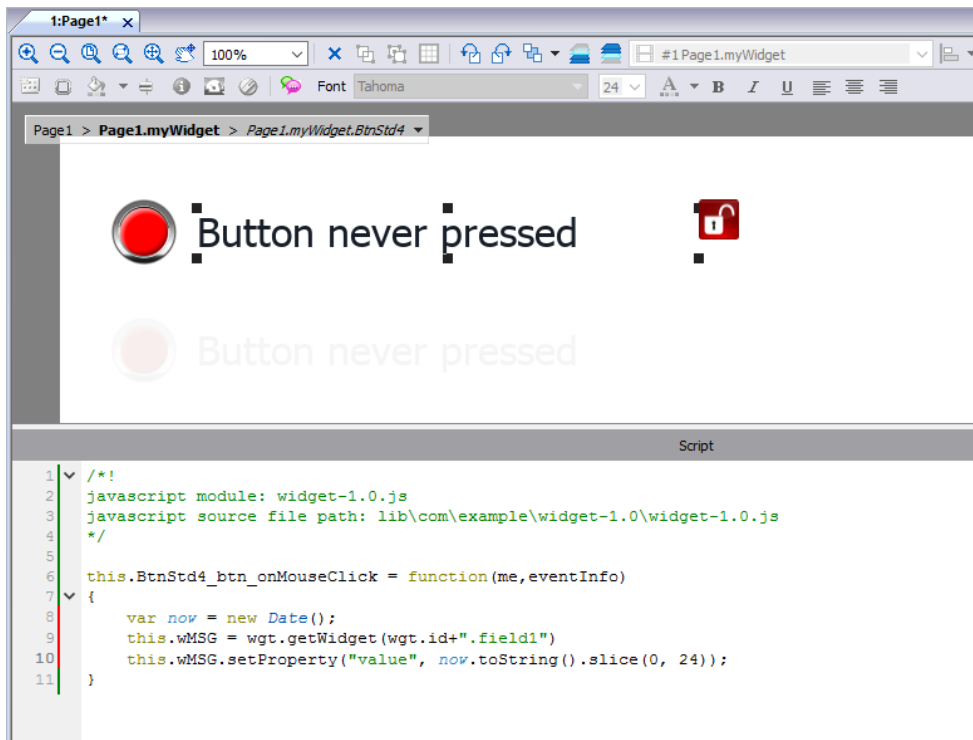 1:Page1* x
100% #1 Page1.myWidget
Font Tahoma 24 A B I U
Page1 > Page1.myWidget > Page1.myWidget.BtnStd4
Button never pressed
Button never pressed
Script
1 /*!
2 javascript module: widget-1.0.js
3 javascript source file path: lib\com\example\widget-1.0\widget-1.0.js
4 */
5
6 this.BtnStd4_btn_onMouseClick = function(me,eventInfo)
7 {
8 var now = new Date();
9 this.wMSG = wgt.getWidget(wgt.id+".field1")
10 this.wMSG.setProperty("value", now.toString().slice(0, 24));
11 }